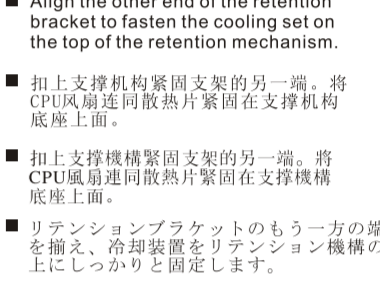 Align the other end of the retention
bracket to fasten the cooling set on
the top of the retention mechanism.
扣上支撑机构紧固支架的另一端。将
CPU风扇连同散热片紧固在支撑机构
底座上面。
扣上支撐機構緊固支架的另一端。將
CPU風扇連同散熱片緊固在支撐機構
底座上面。
リテンションブラケットのもう一方の端
を揃え、冷却装置をリテンション機構の
上にしっかりと固定します。